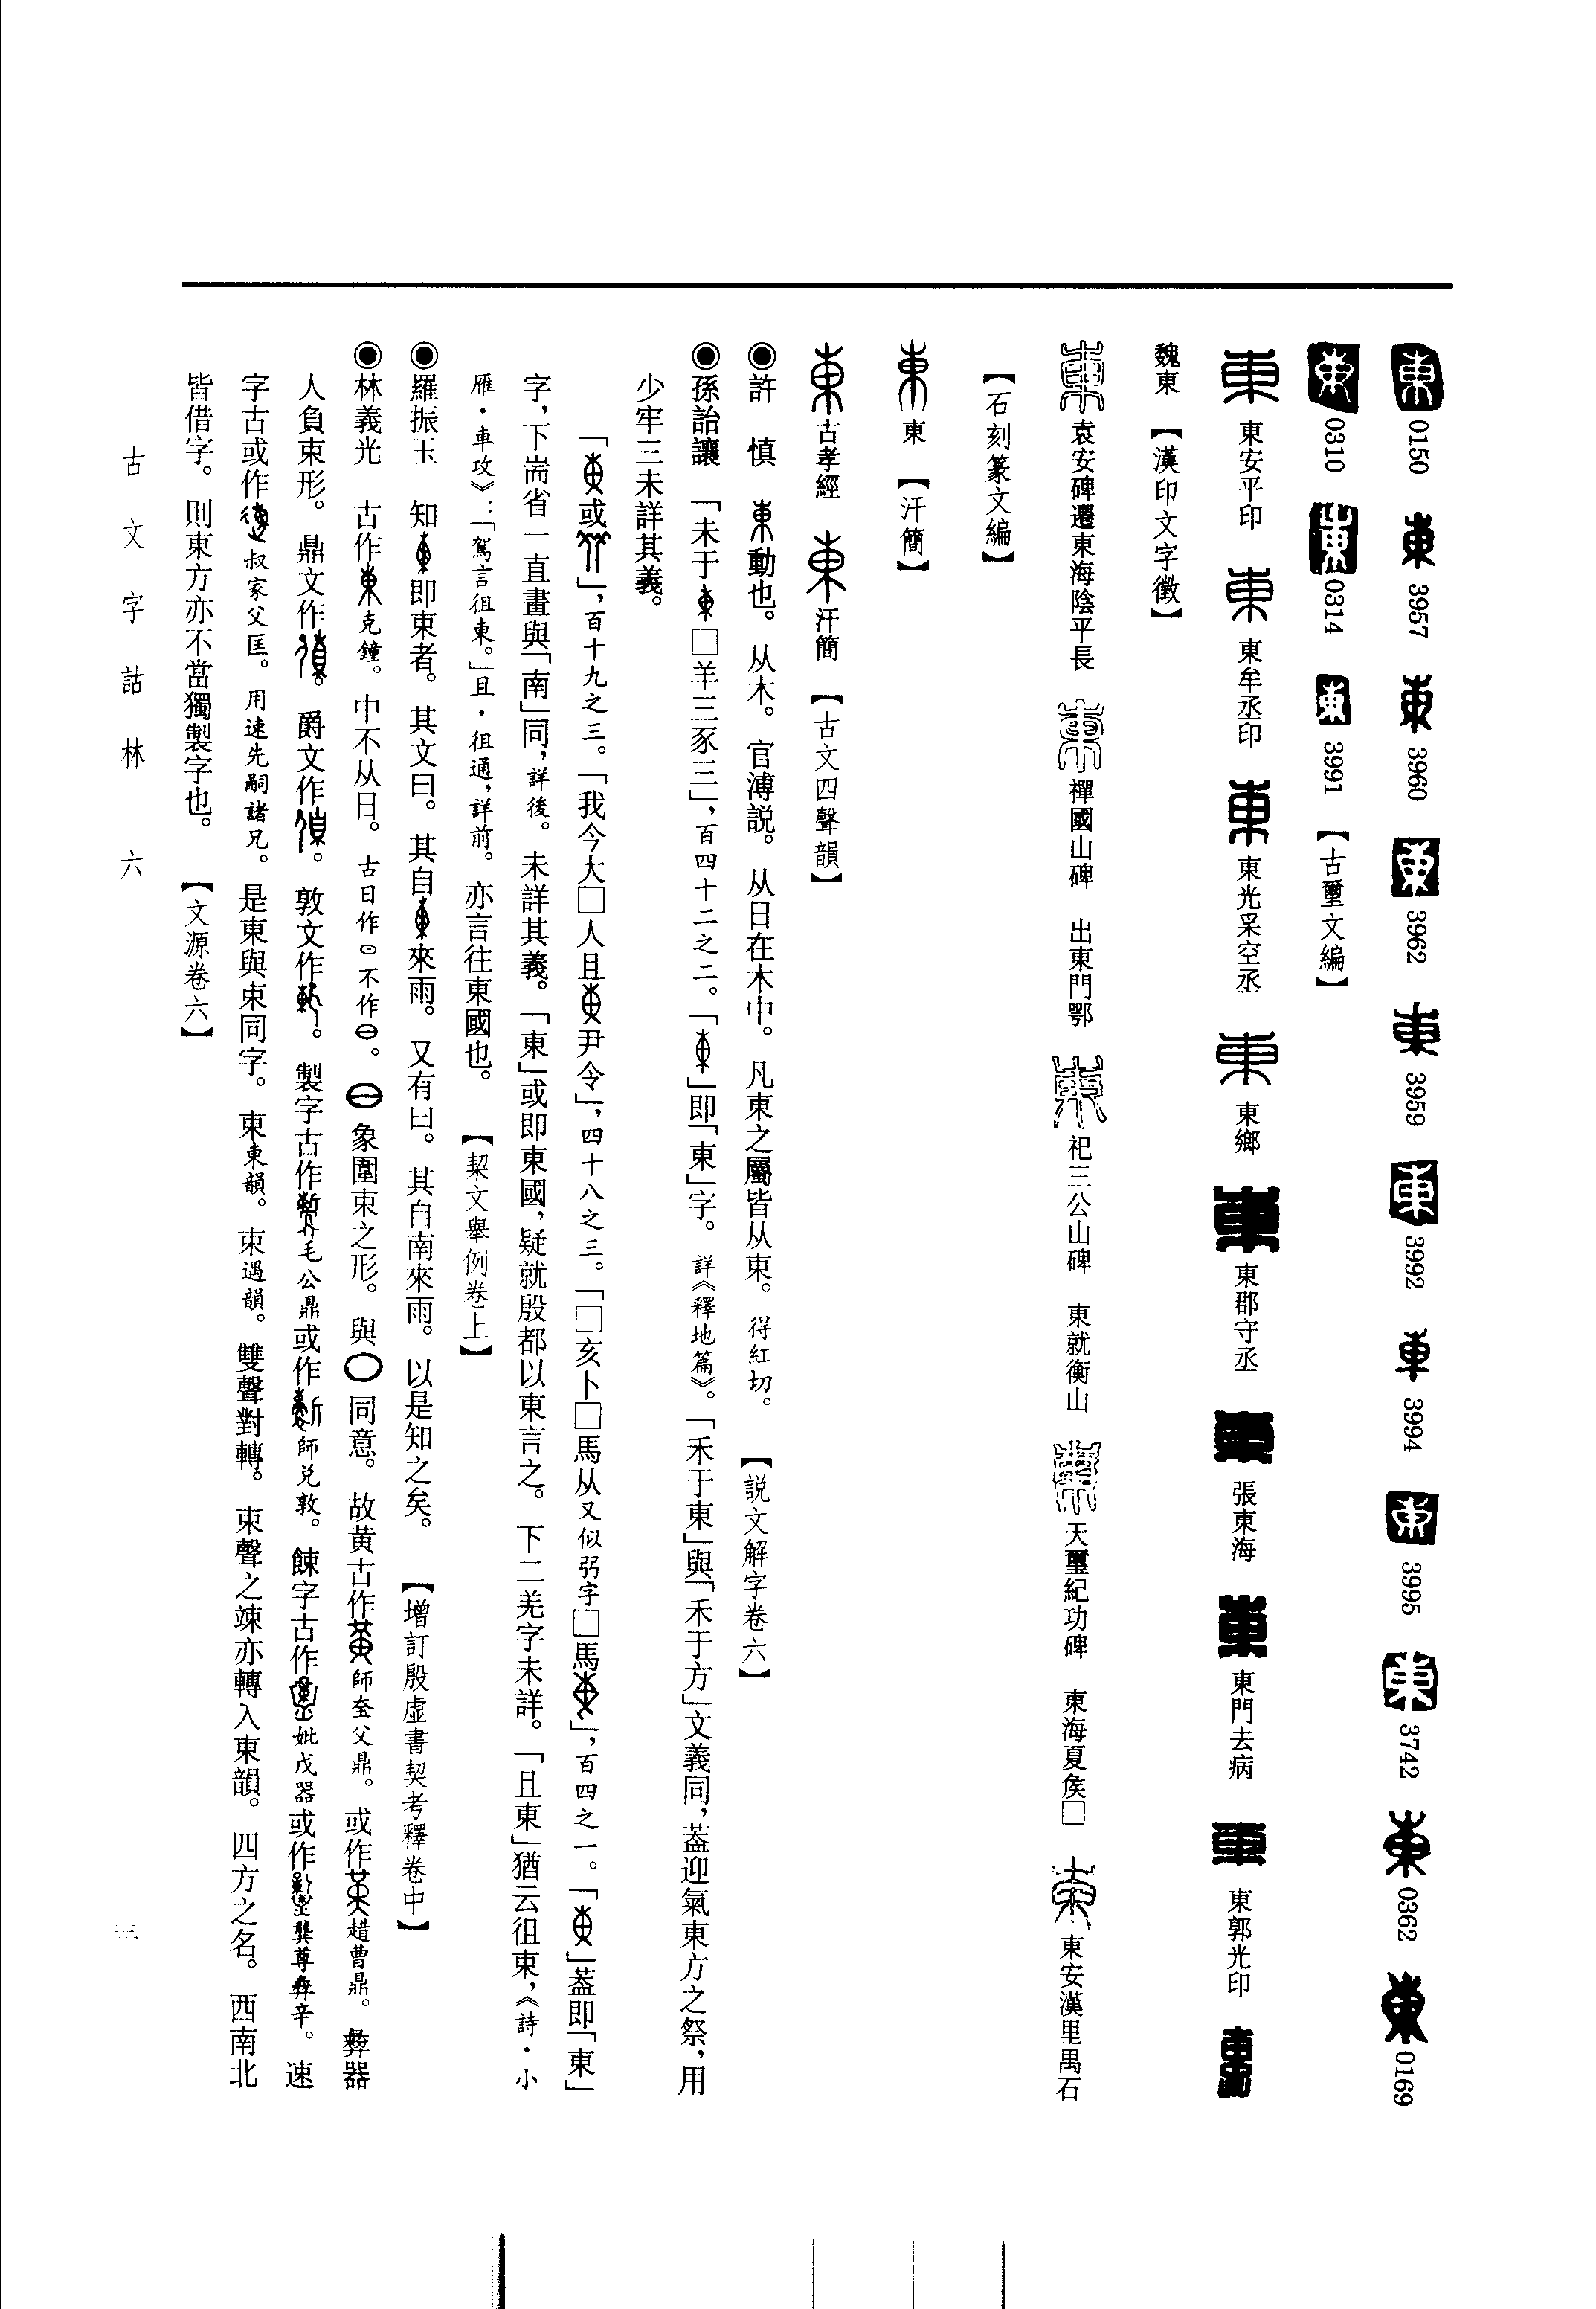 0150 3957 3960 3962 3959 3992 3994 3995 3742 0362 0169
0310 0314 3991 【古璽文編】
東安平印 東牟丞印 東光采空丞 東鄉 東郡守丞 張東海 東門去病 東郭光印
魏東 【漢印文字徵】
袁安碑遷東海陰平長 禪國山碑 出東門鄂 祀三公山碑 東就衡山 天璽紀功碑 東海夏矦□ 東安漢里禺石
【石刻篆文編】
東 【汗簡】
古孝經 汗簡 【古文四聲韻】
◉許 慎 東動也。从木。官溥説。从日在木中。凡東之屬皆从東。得紅切。 【説文解字卷六】
◉孫詒讓 「未于□羊三豕三」，百四十二之二。「」即「東」字。詳《釋地篇》。「禾于東」與「禾于方」文義同，葢迎氣東方之祭，用
少牢三未詳其義。
「或」，百十九之三。「我今大□人且尹令」，四十八之三。「□亥卜□馬从又似弜字□馬」，百四之一。「」葢即「東」
字，下耑省一直畫與「南」同，詳後。未詳其義。「東」或即東國，疑就殷都以東言之。下二羌字未詳。「且東」猶云徂東，《詩·小
雁·車攻》：「駕言徂東。」且·徂通，詳前。亦言往東國也。 【契文舉例卷上】
◉羅振玉 知即東者。其文曰。其自來雨。又有曰。其自南來雨。以是知之矣。 【增訂殷虛書契考釋卷中】
◉林義光 古作克鐘。中不从日。古日作不作。象圍束之形。與同意。故黄古作師𡘇父鼎。或作趞曹鼎。彝器
人負束形。鼎文作。爵文作。敦文作。製字古作毛公鼎或作師兌敦。餗字古作妣戊器或作龔尊彝辛。速
字古或作叔家父匡。用速先嗣諸兄。是東與束同字。東東韻。束遇韻。雙聲對轉。束聲之竦亦轉入東韻。四方之名。西南北
皆借字。則東方亦不當獨製字也。 【文源卷六】
古文字詁林 六
三